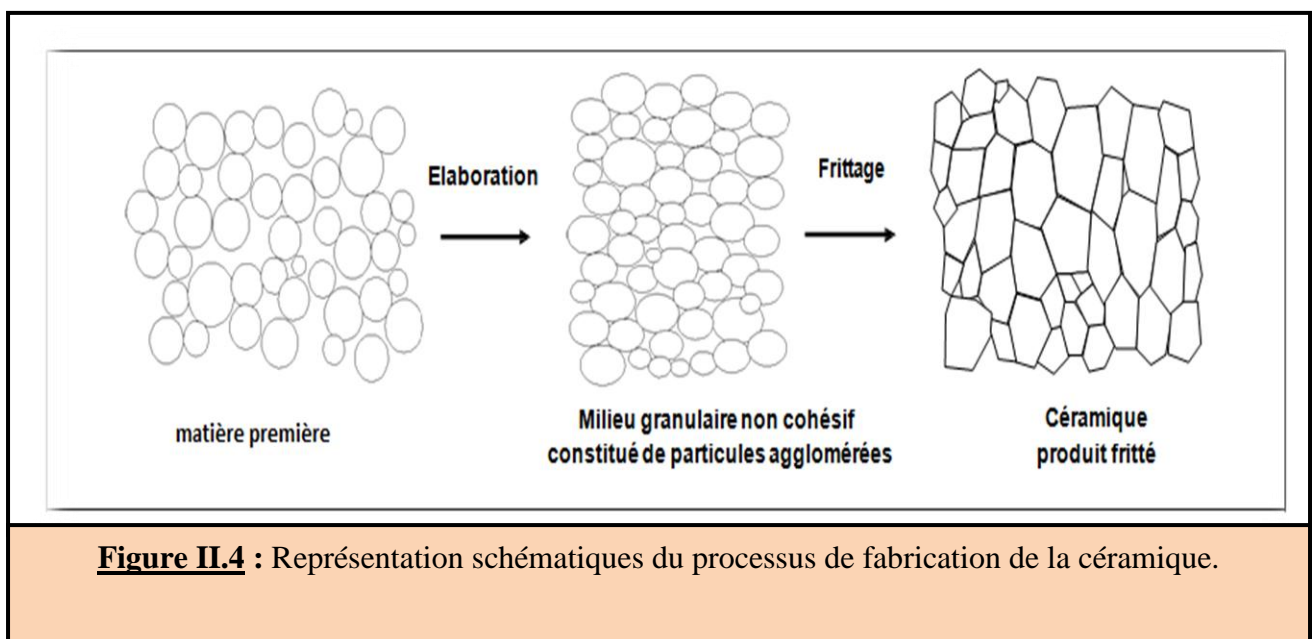 Elaboration
Frittage
matière première
Milieu granulaire non cohésif
constitué de particules agglomérées
Céramique
produit fritté
Figure II.4 : Représentation schématiques du processus de fabrication de la céramique.